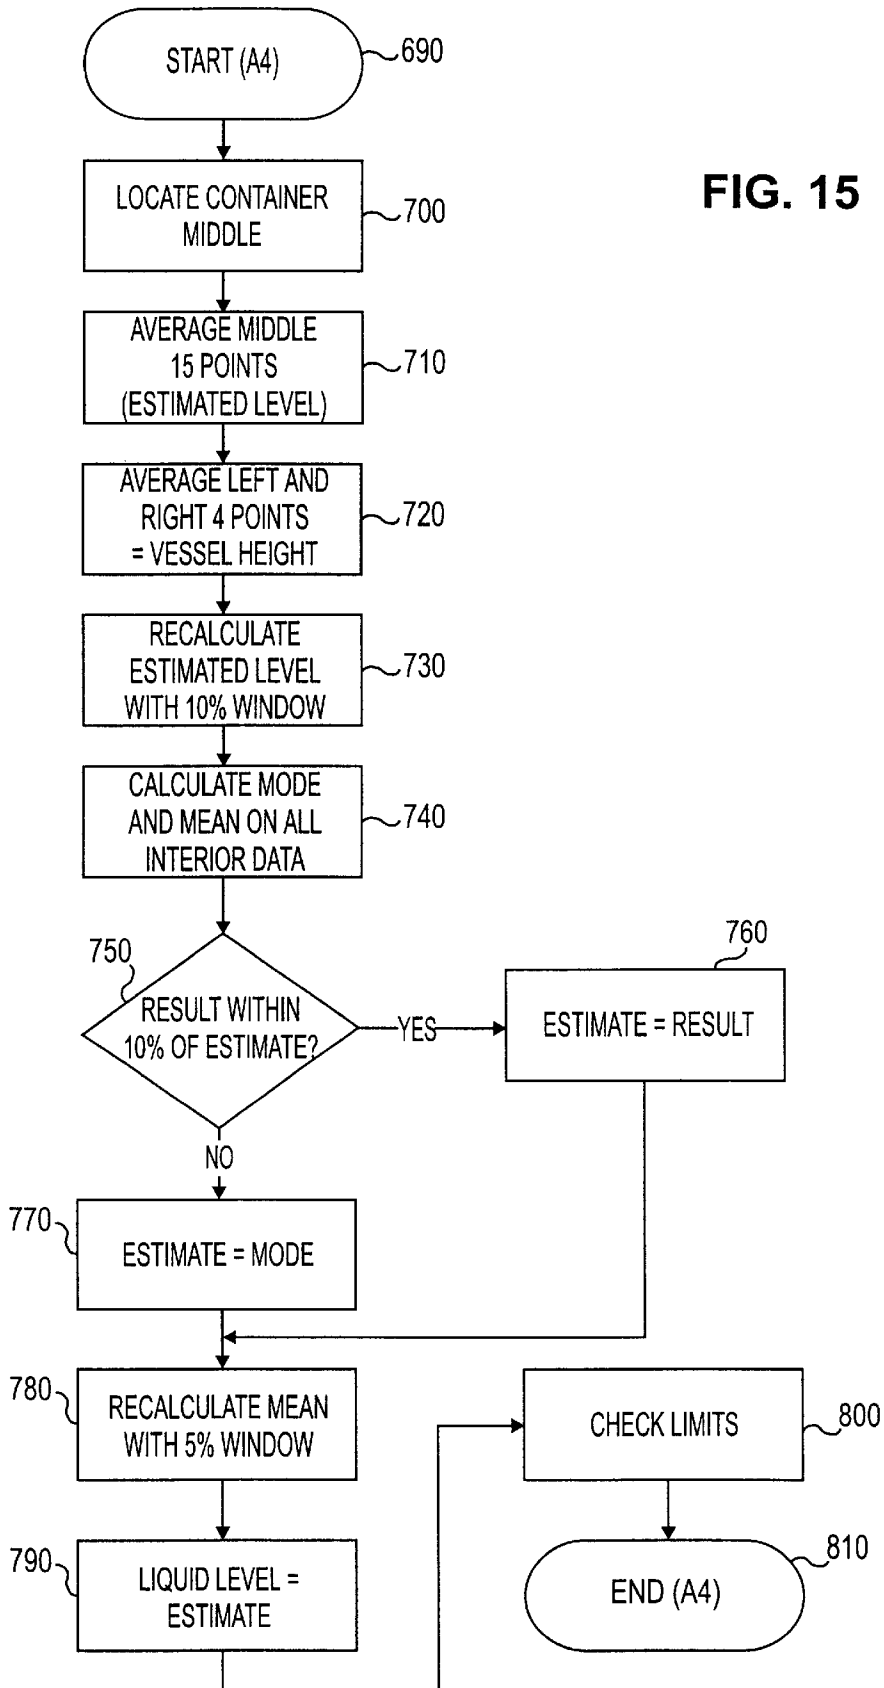 START (A4)
690
FIG. 15
LOCATE CONTAINER
MIDDLE
700
AVERAGE MIDDLE
15 POINTS
(ESTIMATED LEVEL)
710
AVERAGE LEFT AND
RIGHT 4 POINTS
= VESSEL HEIGHT
720
RECALCULATE
ESTIMATED LEVEL
WITH 10% WINDOW
730
CALCULATE MODE
AND MEAN ON ALL
INTERIOR DATA
740
750
RESULT WITHIN
10% OF ESTIMATE?
YES
760
ESTIMATE = RESULT
NO
770
ESTIMATE = MODE
780
RECALCULATE MEAN
WITH 5% WINDOW
790
LIQUID LEVEL =
ESTIMATE
CHECK LIMITS
800
END (A4)
810